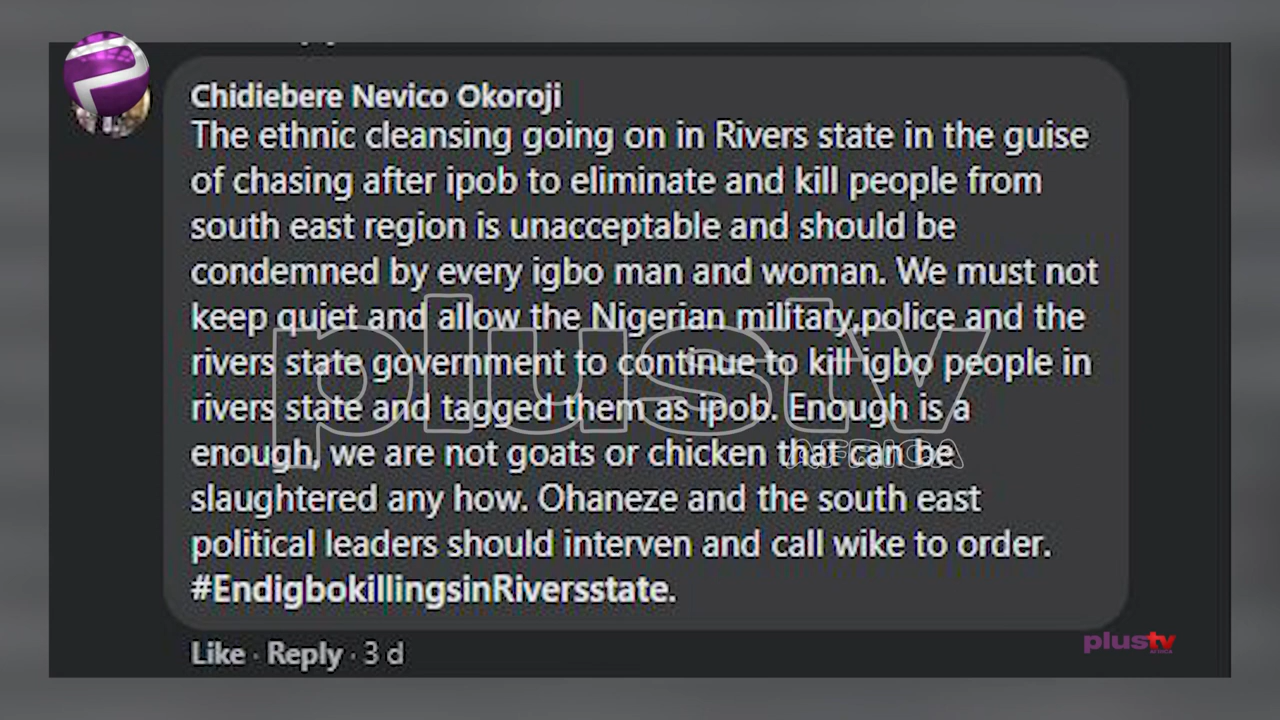 Chidiebere Nevico Okoroji
The ethnic cleansing going on in Rivers state in the guise
of chasing after ipob to eliminate and kill people from
south east region is unacceptable and should be
condemned by every igbo man and woman. We must not
keep quiet and allow the Nigerian military,police and the
rivers state government to continue to kill igbo people in
rivers state and tagged them as ipob. Enough is a
enough, we are not goats or chicken that can be
slaughtered any how. Ohaneze and the south east
political leaders should interven and call wike to order.
#EndigbokillingsinRiversstate.
Like · Reply · 3 d
plustv
AFRICA
plustv
AFRICA